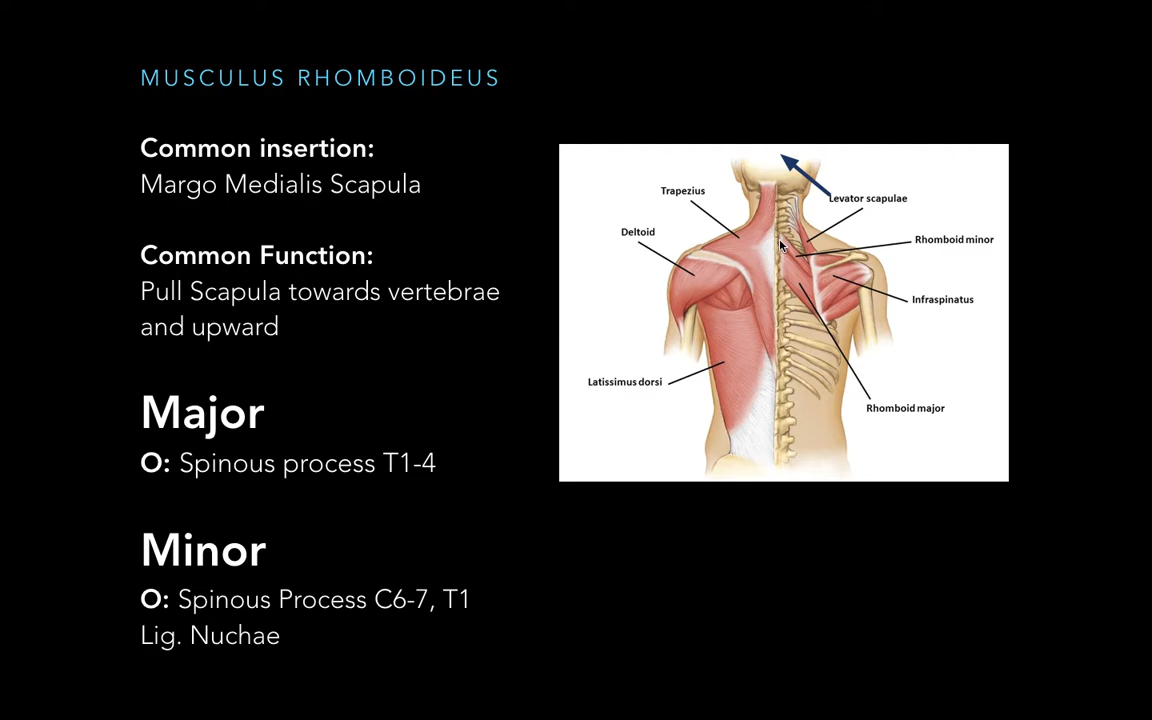 MUSCULUS RHOMBOIDEUS
Common insertion:
Margo Medialis Scapula
Common Function:
Pull Scapula towards vertebrae
and upward
Major
O: Spinous process T1-4
Minor
O: Spinous Process C6-7, T1
Lig. Nuchae
Trapezius
Levator scapulae
Deltoid
Rhomboid minor
Infraspinatus
Latissimus dorsi
Rhomboid major